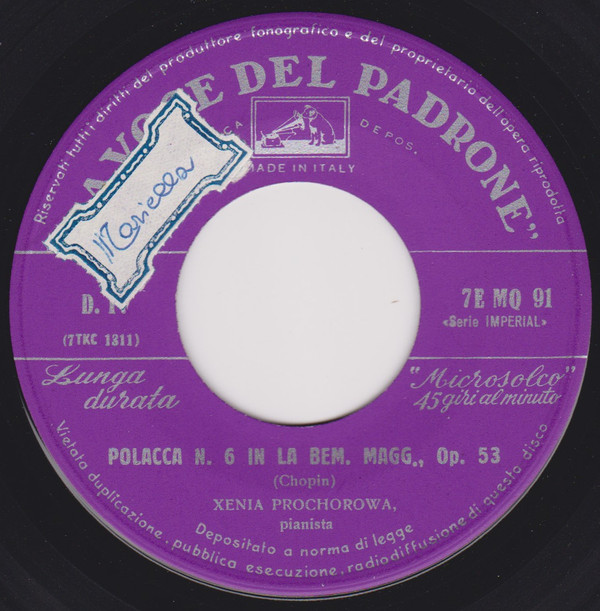 Riservati tutti i diritti del produttore fonografico e del proprietario dell'opera riprodotta
VOCE DEL PADRONE"
DEPOS.
MADE IN ITALY
Mariella
7E MQ 91
(7TKC 1311)
«Serie IMPERIAL»
Lunga durata
"Microsolco"
45 giri al minuto
POLACCA N. 6 IN LA BEM. MAGG., Op. 53
(Chopin)
XENIA PROCHOROWA,
pianista
Depositato a norma di legge
Vietata duplicazione. pubblica esecuzione. radiodiffusione di questo disco